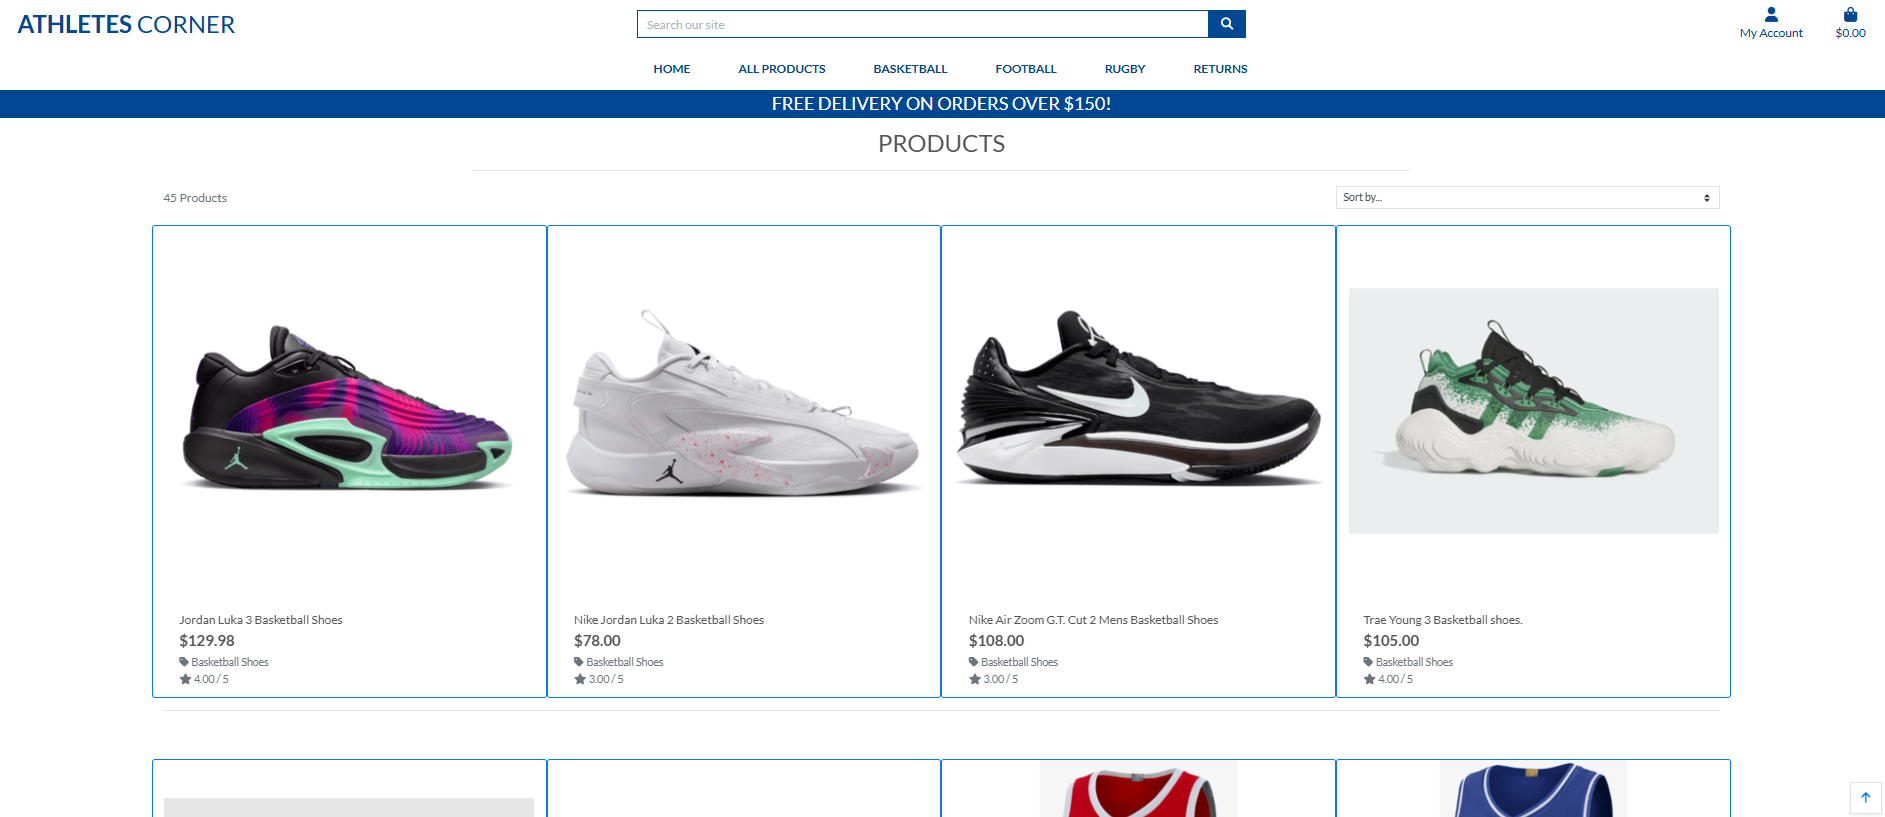 ATHLETES CORNER
Search our site
My Account
$0.00
HOME
ALL PRODUCTS
BASKETBALL
FOOTBALL
RUGBY
RETURNS
FREE DELIVERY ON ORDERS OVER $150!
PRODUCTS
45 Products
Sort by...
Jordan Luka 3 Basketball Shoes
$129.98
Basketball Shoes
4.00 / 5
Nike Jordan Luka 2 Basketball Shoes
$78.00
Basketball Shoes
3.00 / 5
Nike Air Zoom G.T. Cut 2 Mens Basketball Shoes
$108.00
Basketball Shoes
3.00 / 5
Trae Young 3 Basketball shoes.
$105.00
Basketball Shoes
4.00 / 5